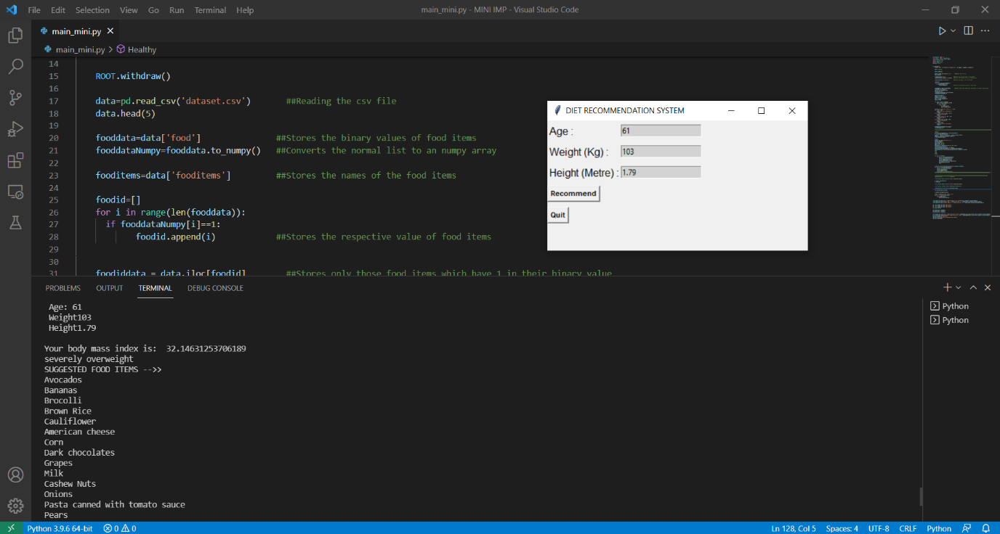 File Edit Selection View Go Run Terminal Help
main_mini.py - MINI IMP - Visual Studio Code
main_mini.py
main_mini.py > Healthy
14
15 ROOT.withdraw()
16
17 data=pd.read_csv('dataset.csv') ##Reading the csv file
18 data.head(5)
19
20 fooddata=data['food'] ##Stores the binary values of food items
21 fooddataNumpy=fooddata.to_numpy() ##Converts the normal list to an numpy array
22
23 fooditems=data['fooditems'] ##Stores the names of the food items
24
25 foodid=[]
26 for i in range(len(fooddata)):
27 if fooddataNumpy[i]==1:
28 foodid.append(i) ##Stores the respective value of food items
29
30
31 foodiddata = data.iloc[foodid] ##Stores only those food items which have 1 in their binary value
DIET RECOMMENDATION SYSTEM
Age : 61
Weight (Kg) : 103
Height (Metre) : 1.79
Recommend
Quit
PROBLEMS OUTPUT TERMINAL DEBUG CONSOLE
Age: 61
Weight103
Height1.79
Your body mass index is: 32.14631253706189
severely overweight
SUGGESTED FOOD ITEMS -->>
Avocados
Bananas
Brocolli
Brown Rice
Cauliflower
American cheese
Corn
Dark chocolates
Grapes
Milk
Cashew Nuts
Onions
Pasta canned with tomato sauce
Pears
Python
Python
Python 3.9.6 64-bit 0 0
Ln 128, Col 5 Spaces: 4 UTF-8 CRLF Python